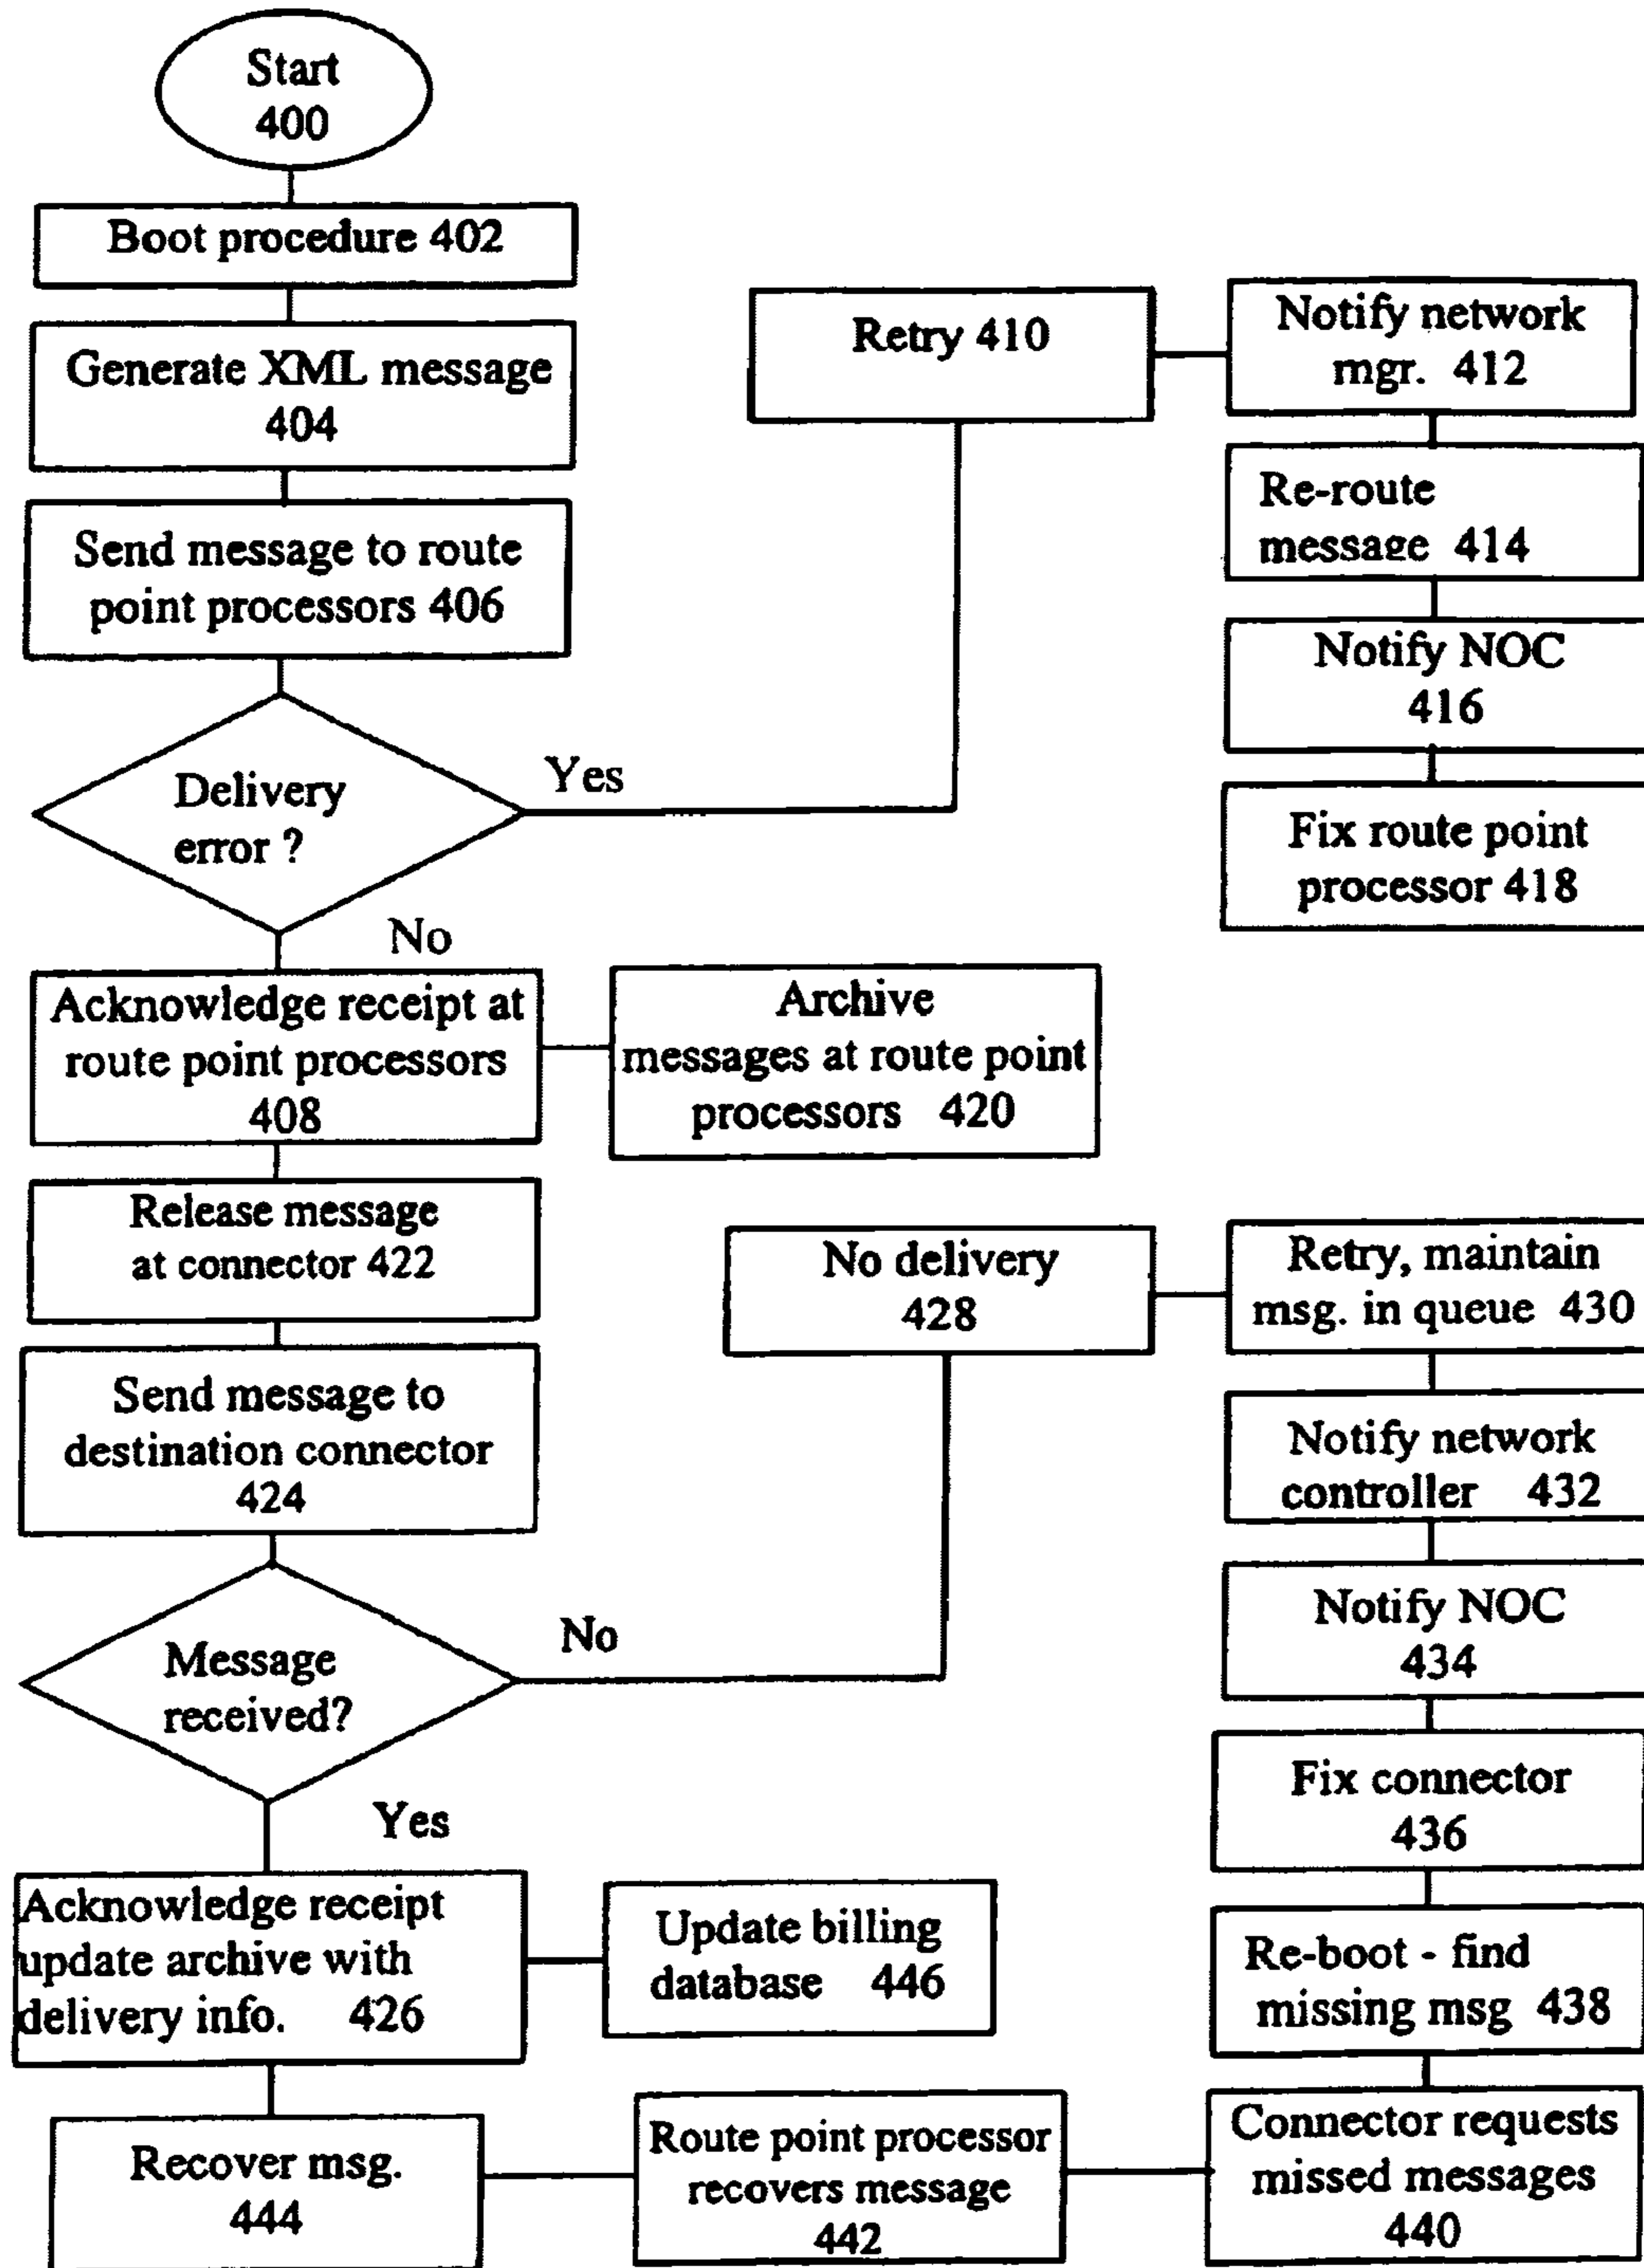 Start
400
Boot procedure 402
Generate XML message
404
Send message to route
point processors 406
Delivery
error ?
Yes
No
Retry 410
Notify network
mgr. 412
Re-route
message 414
Notify NOC
416
Fix route point
processor 418
Acknowledge receipt at
route point processors
408
Archive
messages at route point
processors 420
Release message
at connector 422
Send message to
destination connector
424
Message
received?
No
Yes
No delivery
428
Retry, maintain
msg. in queue 430
Notify network
controller 432
Notify NOC
434
Fix connector
436
Re-boot - find
missing msg 438
Acknowledge receipt
update archive with
delivery info. 426
Update billing
database 446
Recover msg.
444
Route point processor
recovers message
442
Connector requests
missed messages
440